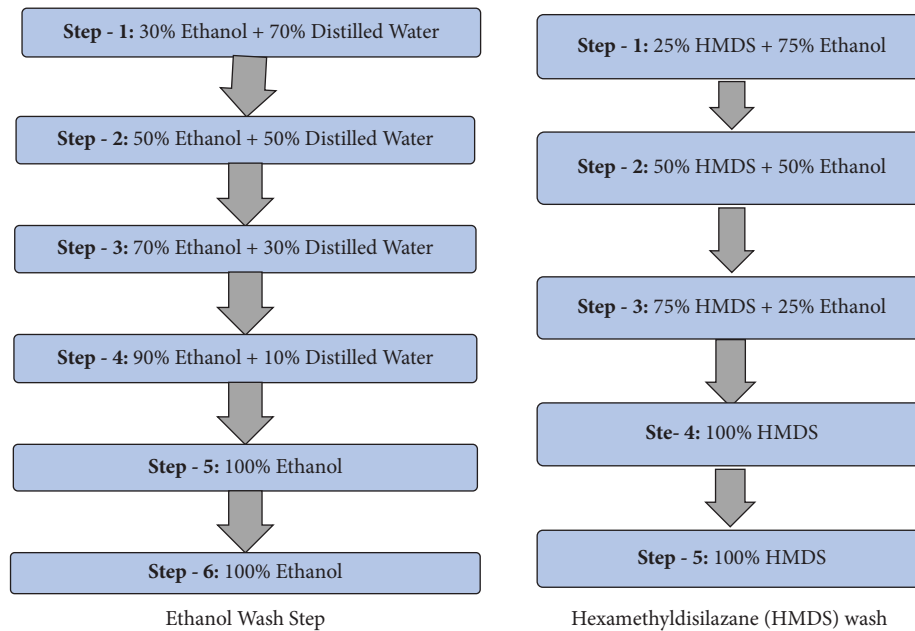 Step - 1: 30% Ethanol + 70% Distilled Water
Step - 2: 50% Ethanol + 50% Distilled Water
Step - 3: 70% Ethanol + 30% Distilled Water
Step - 4: 90% Ethanol + 10% Distilled Water
Step - 5: 100% Ethanol
Step - 6: 100% Ethanol
Ethanol Wash Step
Step - 1: 25% HMDS + 75% Ethanol
Step - 2: 50% HMDS + 50% Ethanol
Step - 3: 75% HMDS + 25% Ethanol
Ste- 4: 100% HMDS
Step - 5: 100% HMDS
Hexamethyldisilazane (HMDS) wash